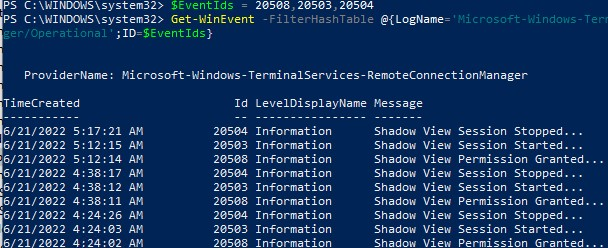 PS C:\WINDOWS\system32> $EventIds = 20508,20503,20504
PS C:\WINDOWS\system32> Get-WinEvent -FilterHashTable @{LogName='Microsoft-Windows-Ter
ger/Operational';ID=$EventIds}
ProviderName: Microsoft-Windows-TerminalServices-RemoteConnectionManager
TimeCreated Id LevelDisplayName Message
----------- -- ---------------- -------
6/21/2022 5:17:21 AM 20504 Information Shadow View Session Stopped...
6/21/2022 5:12:15 AM 20503 Information Shadow View Session Started...
6/21/2022 5:12:14 AM 20508 Information Shadow View Permission Granted...
6/21/2022 4:38:17 AM 20504 Information Shadow View Session Stopped...
6/21/2022 4:38:12 AM 20503 Information Shadow View Session Started...
6/21/2022 4:38:11 AM 20508 Information Shadow View Permission Granted...
6/21/2022 4:24:26 AM 20504 Information Shadow View Session Stopped...
6/21/2022 4:24:03 AM 20503 Information Shadow View Session Started...
6/21/2022 4:24:02 AM 20508 Information Shadow View Permission Granted...